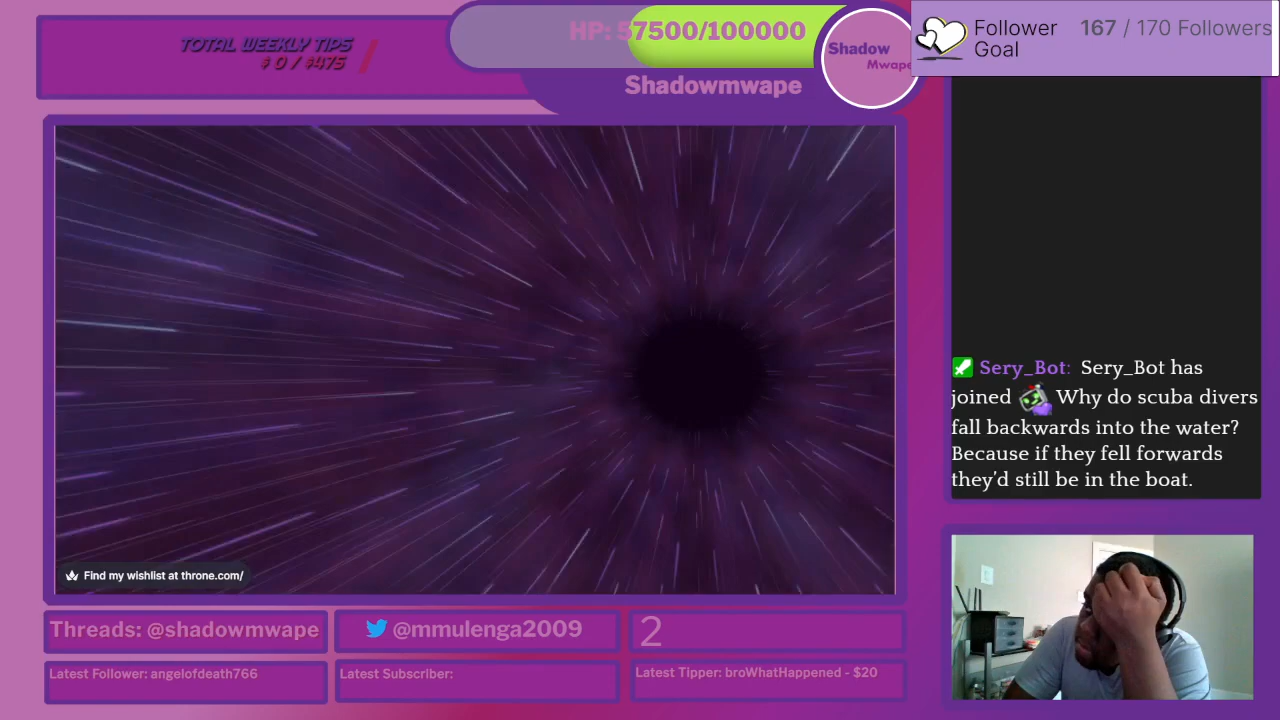 TOTAL WEEKLY TIPS
$ 0 / $475
HP: 57500/100000
Shadowmwape
Shadow
Mwape
Follower
Goal
167 / 170 Followers
Sery_Bot: Sery_Bot has
joined Why do scuba divers
fall backwards into the water?
Because if they fell forwards
they'd still be in the boat.
Find my wishlist at throne.com/
Threads: @shadowmwape
@mmulenga2009
2
Latest Follower: angelofdeath766
Latest Subscriber:
Latest Tipper: broWhatHappened - $20